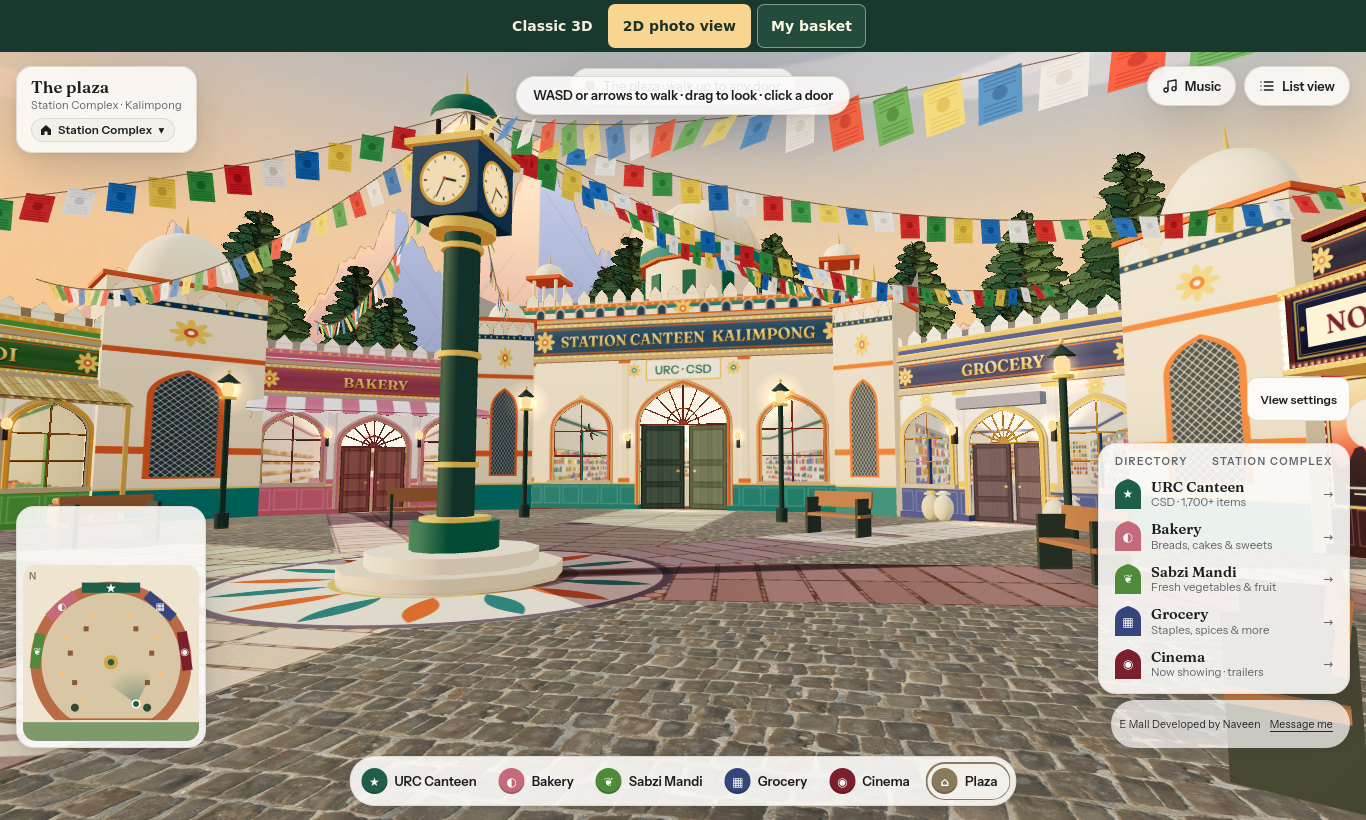 Classic 3D
2D photo view
My basket
The plaza
Station Complex · Kalimpong
Station Complex ▾
WASD or arrows to walk · drag to look · click a door
Music
List view
DI
BAKERY
STATION CANTEEN KALIMPONG
URC · CSD
GROCERY
NO
View settings
DIRECTORY
STATION COMPLEX
URC Canteen
CSD · 1,700+ items
→
Bakery
Breads, cakes & sweets
→
Sabzi Mandi
Fresh vegetables & fruit
→
Grocery
Staples, spices & more
→
Cinema
Now showing · trailers
→
E Mall Developed by Naveen
Message me
N
URC Canteen
Bakery
Sabzi Mandi
Grocery
Cinema
Plaza